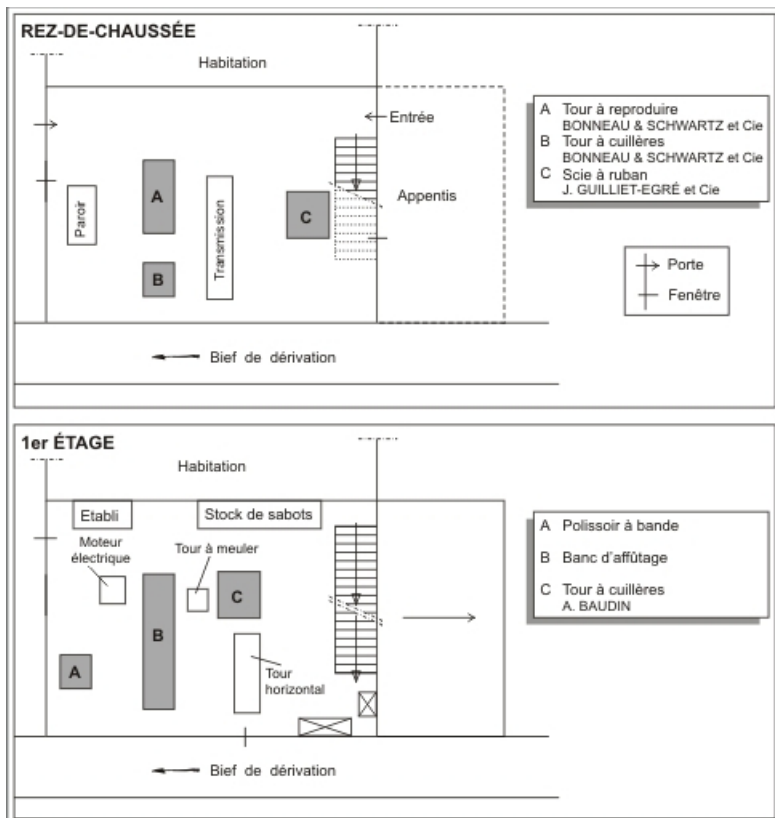 REZ-DE-CHAUSSÉE
Habitation
Entrée
Appentis
Paroi
A
B
Transmission
C
Bief de dérivation
A Tour à reproduire
BONNEAU & SCHWARTZ et Cie
B Tour à cuillères
BONNEAU & SCHWARTZ et Cie
C Scie à ruban
J. GUILLIET-EGRÉ et Cie
Porte
Fenêtre
1er ÉTAGE
Habitation
Etabli
Stock de sabots
Moteur
électrique
Tour à meuler
C
B
A
Tour
horizontal
Bief de dérivation
A Polissoir à bande
B Banc d'affûtage
C Tour à cuillères
A. BAUDIN